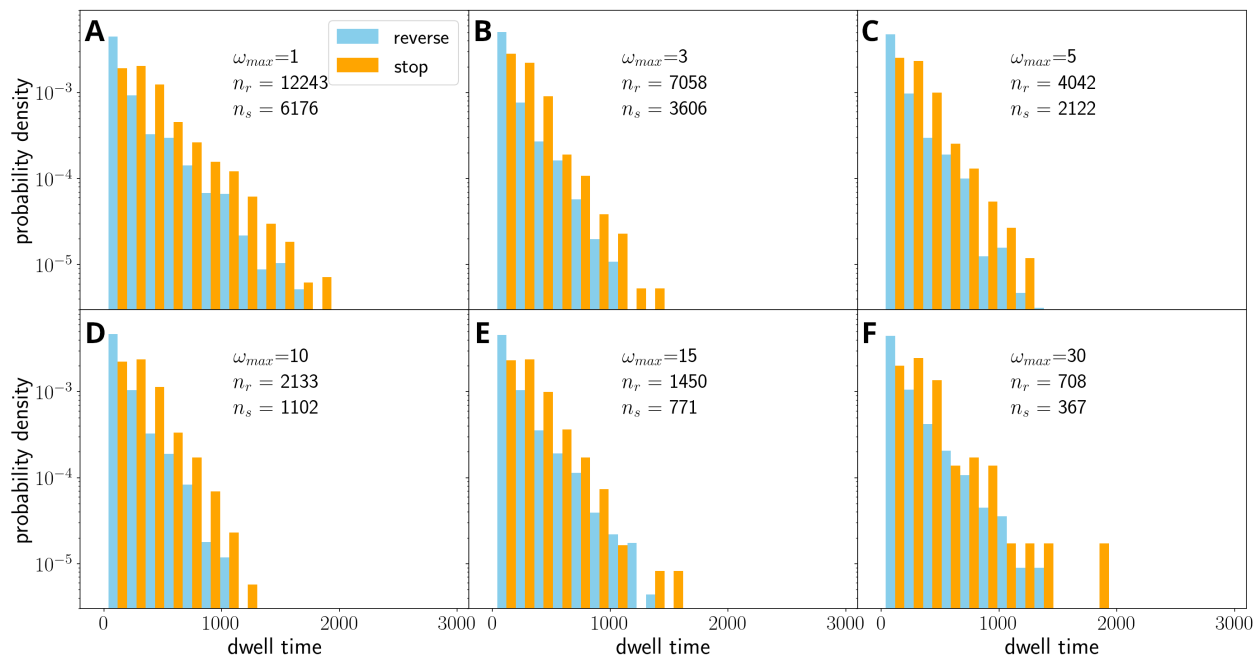 A
ω_max=1
n_r = 12243
n_s = 6176
reverse
stop
B
ω_max=3
n_r = 7058
n_s = 3606
C
ω_max=5
n_r = 4042
n_s = 2122
probability density
10⁻³
10⁻⁴
10⁻⁵
D
ω_max=10
n_r = 2133
n_s = 1102
E
ω_max=15
n_r = 1450
n_s = 771
F
ω_max=30
n_r = 708
n_s = 367
probability density
10⁻³
10⁻⁴
10⁻⁵
0 1000 2000 3000
0 1000 2000 3000
0 1000 2000 3000
dwell time
dwell time
dwell time